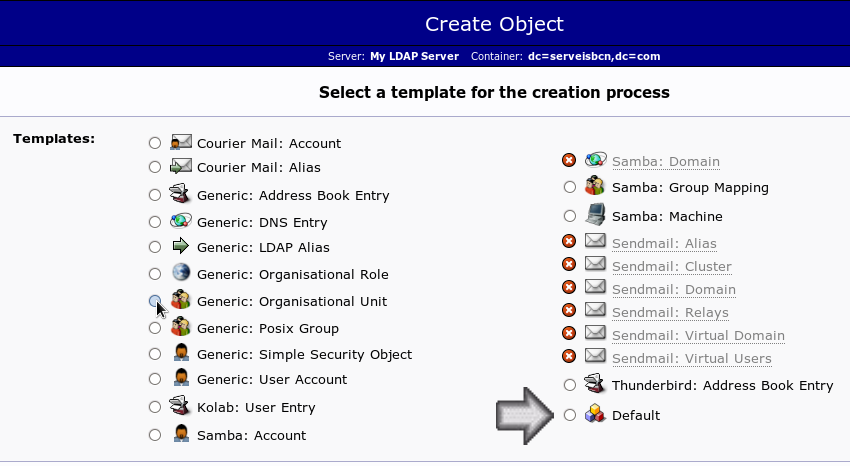 Create Object
Server: My LDAP Server Container: dc=serveisbcn,dc=com
Select a template for the creation process
Templates:
Courier Mail: Account
Courier Mail: Alias
Generic: Address Book Entry
Generic: DNS Entry
Generic: LDAP Alias
Generic: Organisational Role
Generic: Organisational Unit
Generic: Posix Group
Generic: Simple Security Object
Generic: User Account
Kolab: User Entry
Samba: Account
Samba: Domain
Samba: Group Mapping
Samba: Machine
Sendmail: Alias
Sendmail: Cluster
Sendmail: Domain
Sendmail: Relays
Sendmail: Virtual Domain
Sendmail: Virtual Users
Thunderbird: Address Book Entry
Default